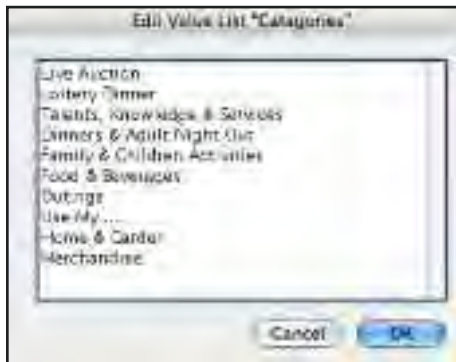 Edit Value List "Catagories"
Live Auction
Lottery Dinner
Talents, Knowledge & Services
Dinners & Adult Night Out
Family & Children Activities
Food & Beverages
Outings
Use My ...
Home & Garden
Merchandise
Cancel
OK